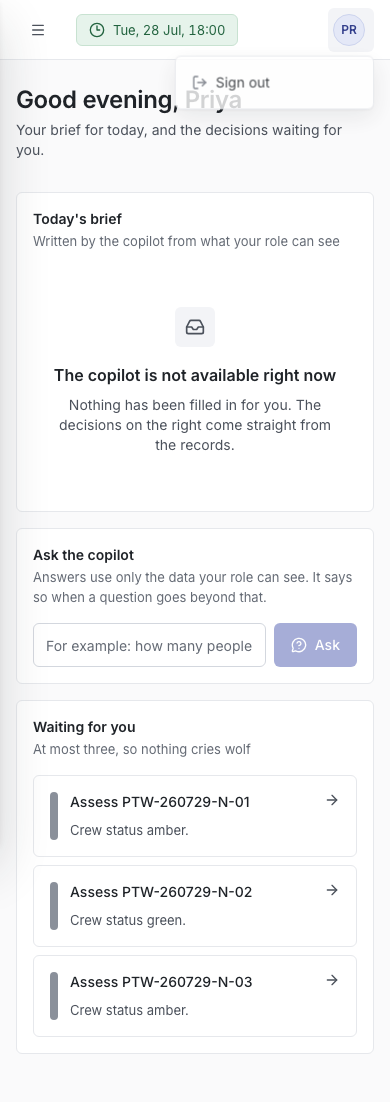 Tue, 28 Jul, 18:00
PR
Sign out
Good evening, Priya
Your brief for today, and the decisions waiting for
you.
Today's brief
Written by the copilot from what your role can see
The copilot is not available right now
Nothing has been filled in for you. The
decisions on the right come straight from
the records.
Ask the copilot
Answers use only the data your role can see. It says
so when a question goes beyond that.
For example: how many people
Ask
Waiting for you
At most three, so nothing cries wolf
Assess PTW-260729-N-01
Crew status amber.
Assess PTW-260729-N-02
Crew status green.
Assess PTW-260729-N-03
Crew status amber.